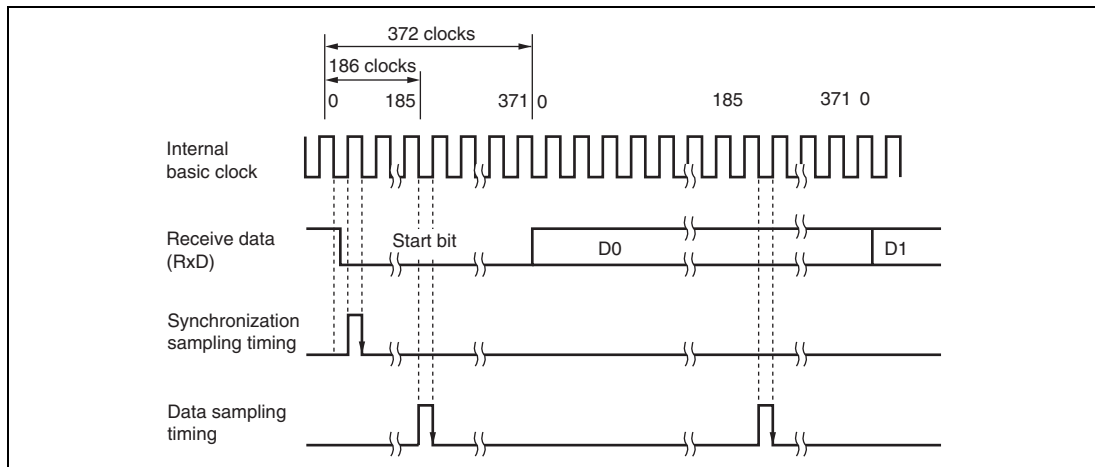 372 clocks
186 clocks
0 185 371 0 185 371 0
Internal
basic clock
Receive data
(RxD)
Start bit D0 D1
Synchronization
sampling timing
Data sampling
timing